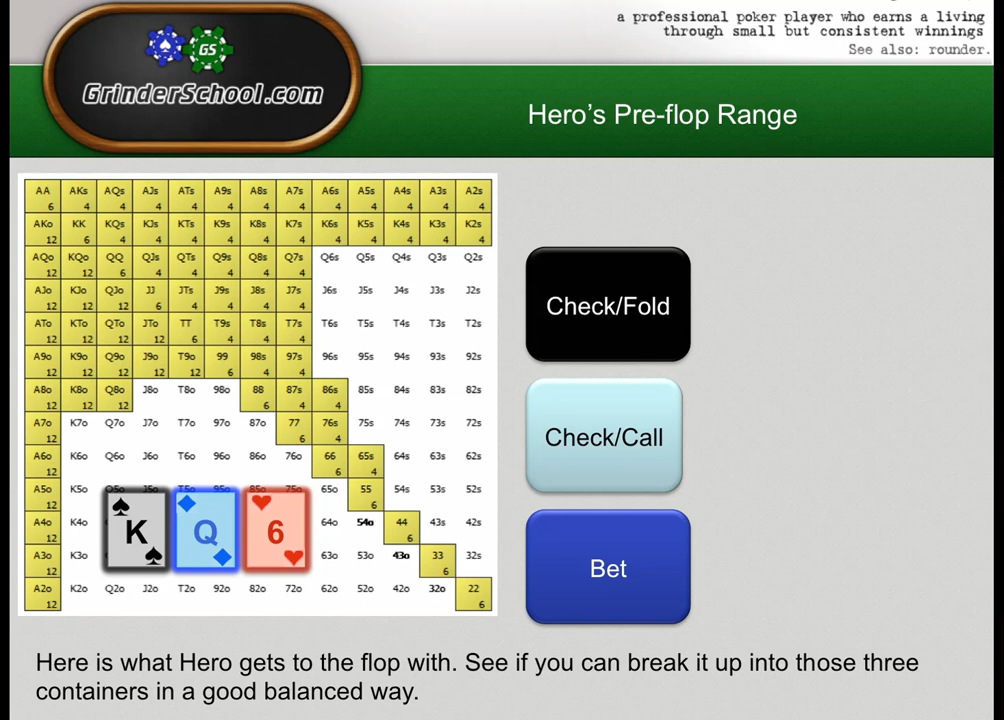 a professional poker player who earns a living
through small but consistent winnings
See also: rounder.
GS
GrinderSchool.com
Hero's Pre-flop Range
AA AKs AQs AJs ATs A9s A8s A7s A6s A5s A4s A3s A2s
6 4 4 4 4 4 4 4 4 4 4 4 4
AKo KK KQs KJs KTs K9s K8s K7s K6s K5s K4s K3s K2s
12 6 4 4 4 4 4 4 4 4 4 4 4
AQo KQo QQ QJs QTs Q9s Q8s Q7s Q6s Q5s Q4s Q3s Q2s
12 12 6 4 4 4 4 4
AJo KJo QJo JJ JTs J9s J8s J7s J6s J5s J4s J3s J2s
12 12 12 6 4 4 4 4
ATo KTo QTo JTo TT T9s T8s T7s T6s T5s T4s T3s T2s
12 12 12 12 6 4 4 4
A9o K9o Q9o J9o T9o 99 98s 97s 96s 95s 94s 93s 92s
12 12 12 12 12 6 4 4
A8o K8o Q8o J8o T8o 98o 88 87s 86s 85s 84s 83s 82s
12 12 12 6 4 4
A7o K7o Q7o J7o T7o 97o 87o 77 76s 75s 74s 73s 72s
12 6 4
A6o K6o Q6o J6o T6o 96o 86o 76o 66 65s 64s 63s 62s
12 6 4
A5o K5o Q5o J5o T5o 95o 85o 75o 65o 55 54s 53s 52s
12 6
A4o K4o 64o 54o 44 43s 42s
12 6
A3o K3o 63o 53o 43o 33 32s
12 6
A2o K2o Q2o J2o T2o 92o 82o 72o 62o 52o 42o 32o 22
12 6
K Q 6
Check/Fold
Check/Call
Bet
Here is what Hero gets to the flop with. See if you can break it up into those three
containers in a good balanced way.